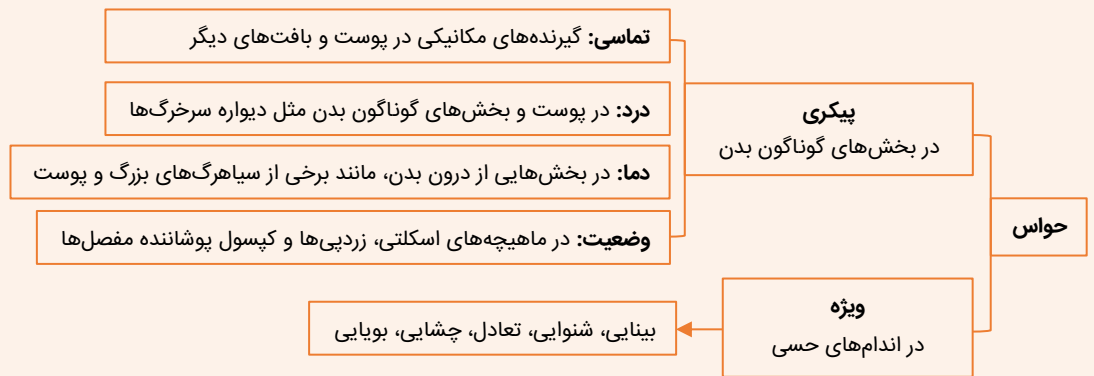 حواس
پیکری
در بخش‌های گوناگون بدن
تماسی: گیرنده‌های مکانیکی در پوست و بافت‌های دیگر
درد: در پوست و بخش‌های گوناگون بدن مثل دیواره سرخرگ‌ها
دما: در بخش‌هایی از درون بدن، مانند برخی از سیاهرگ‌های بزرگ و پوست
وضعیت: در ماهیچه‌های اسکلتی، زردپی‌ها و کپسول پوشاننده مفصل‌ها
ویژه
در اندام‌های حسی
بینایی، شنوایی، تعادل، چشایی، بویایی